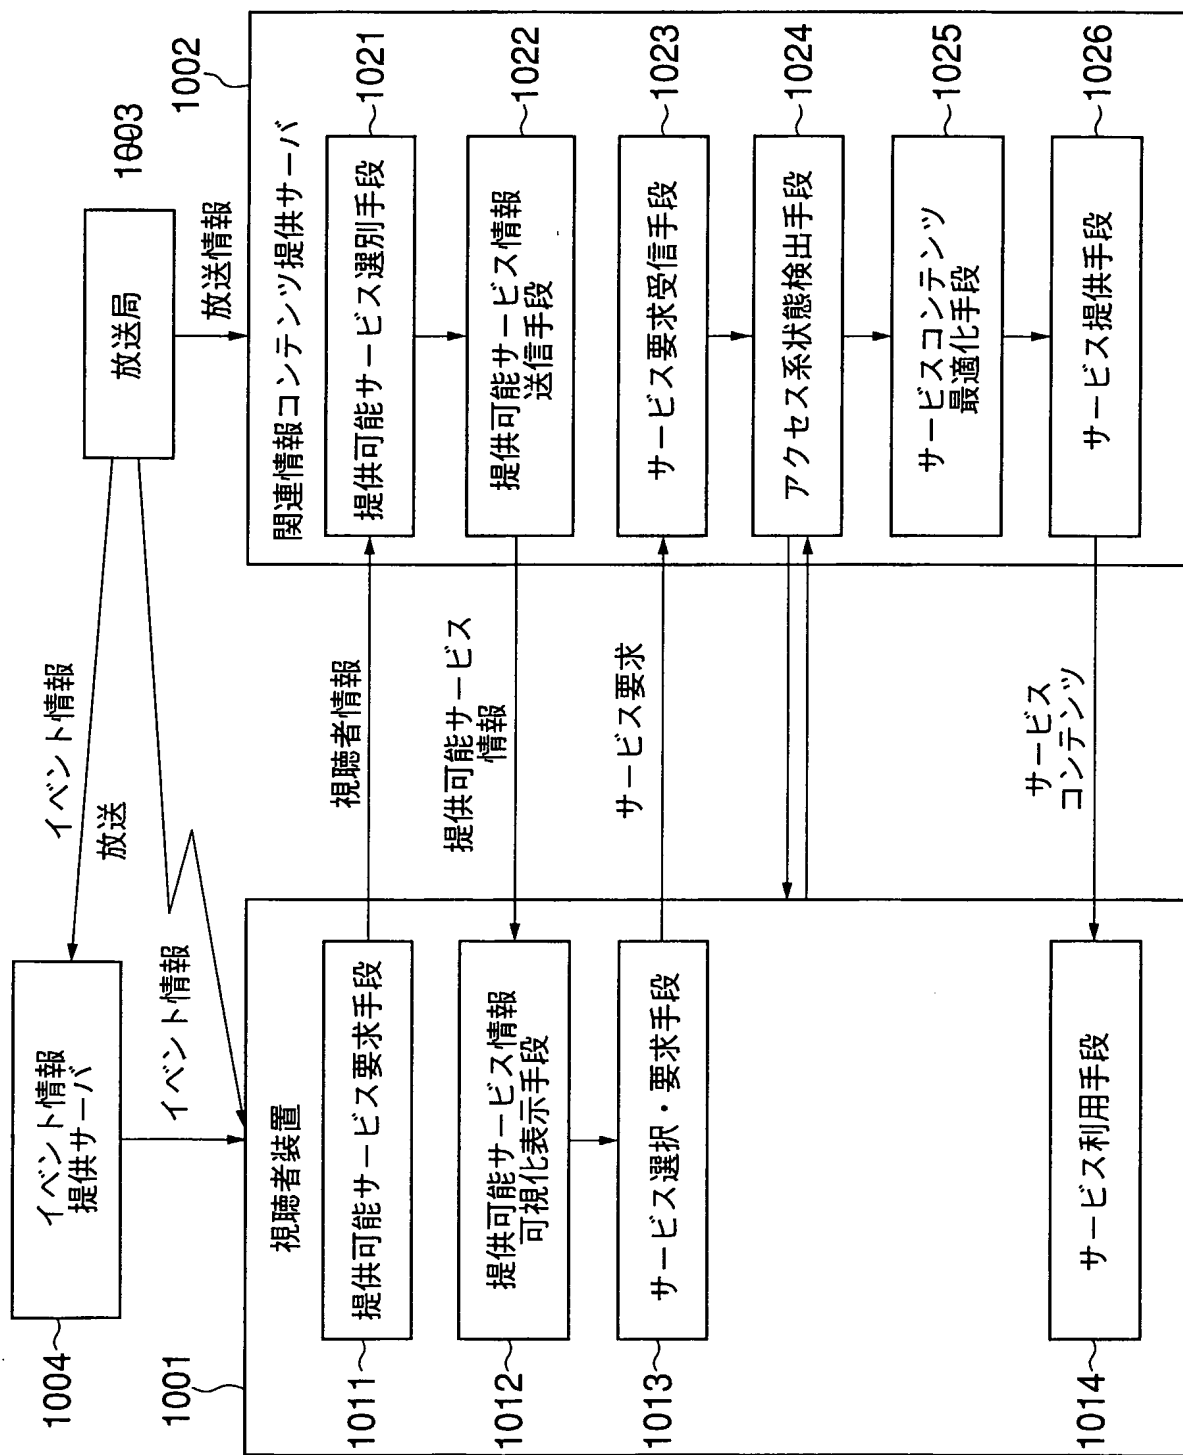 1004
イベント情報
提供サーバ
イベント情報
放送
イベント情報
放送局
1003
放送情報
1001
視聴者装置
1002
関連情報コンテンツ提供サーバ
1011
提供可能サービス要求手段
視聴者情報
提供可能サービス選別手段
1021
1012
提供可能サービス情報
可視化表示手段
提供可能サービス
情報
提供可能サービス情報
送信手段
1022
1013
サービス選択・要求手段
サービス要求
サービス要求受信手段
1023
アクセス系状態検出手段
1024
サービスコンテンツ
最適化手段
1025
1014
サービス利用手段
サービス
コンテンツ
サービス提供手段
1026